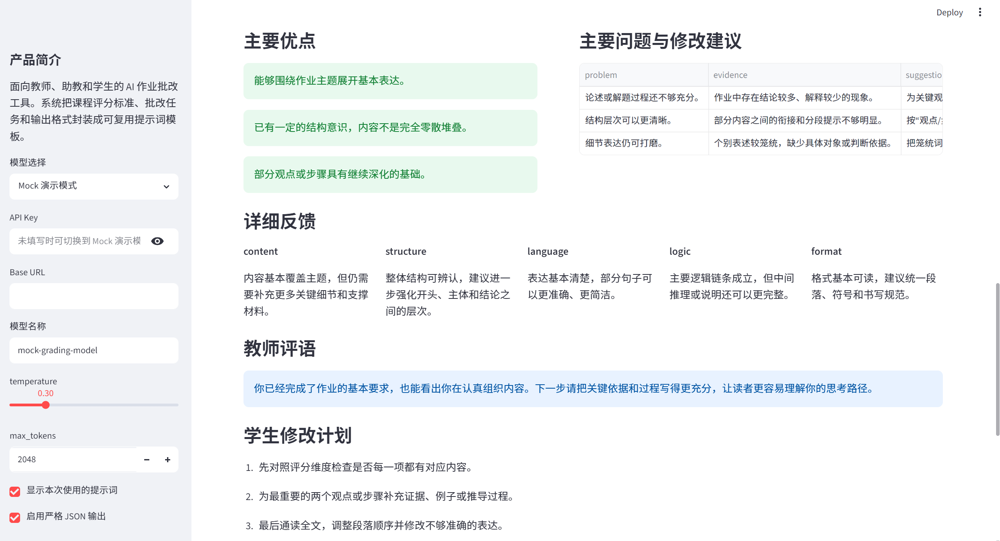 Deploy
产品简介
面向教师、助教和学生的 AI 作业批改
工具。系统把课程评分标准、批改任
务和输出格式封装成可复用提示词模
板。
模型选择
Mock 演示模式
API Key
未填写时可切换到 Mock 演示模
Base URL
模型名称
mock-grading-model
temperature
0.30
max_tokens
2048
显示本次使用的提示词
启用严格 JSON 输出
主要优点
能够围绕作业主题展开基本表达。
已有一定的结构意识，内容不是完全零散堆叠。
部分观点或步骤具有继续深化的基础。
主要问题与修改建议
problem evidence suggestio
论述或解题过程还不够充分。 作业中存在结论较多、解释较少的现象。 为关键观
结构层次可以更清晰。 部分内容之间的衔接和分段提示不够明显。 按“观点/
细节表达仍可打磨。 个别表述较笼统，缺少具体对象或判断依据。 把笼统词
详细反馈
content
内容基本覆盖主题，但仍需
要补充更多关键细节和支撑
材料。
structure
整体结构可辨认，建议进一
步强化开头、主体和结论之
间的层次。
language
表达基本清楚，部分句子可
以更准确、更简洁。
logic
主要逻辑链条成立，但中间
推理或说明还可以更完整。
format
格式基本可读，建议统一段
落、符号和书写规范。
教师评语
你已经完成了作业的基本要求，也能看出你在认真组织内容。下一步请把关键依据和过程写得更充分，让读者更容易理解你的思考路径。
学生修改计划
1. 先对照评分维度检查是否每一项都有对应内容。
2. 为最重要的两个观点或步骤补充证据、例子或推导过程。
3. 最后通读全文，调整段落顺序并修改不够准确的表达。